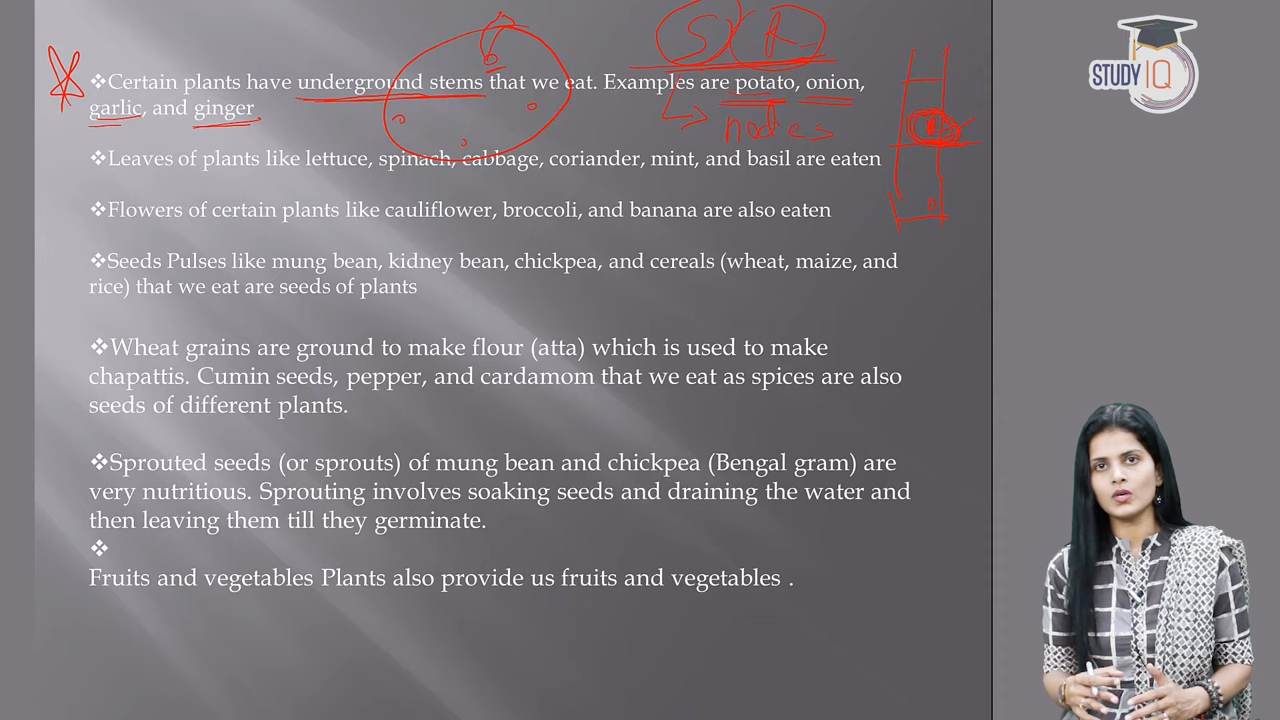 S R
❖Certain plants have underground stems that we eat. Examples are potato, onion,
garlic, and ginger
nodes
❖Leaves of plants like lettuce, spinach, cabbage, coriander, mint, and basil are eaten
❖Flowers of certain plants like cauliflower, broccoli, and banana are also eaten
❖Seeds Pulses like mung bean, kidney bean, chickpea, and cereals (wheat, maize, and
rice) that we eat are seeds of plants
❖Wheat grains are ground to make flour (atta) which is used to make
chapattis. Cumin seeds, pepper, and cardamom that we eat as spices are also
seeds of different plants.
❖Sprouted seeds (or sprouts) of mung bean and chickpea (Bengal gram) are
very nutritious. Sprouting involves soaking seeds and draining the water and
then leaving them till they germinate.
❖
Fruits and vegetables Plants also provide us fruits and vegetables .
STUDY IQ